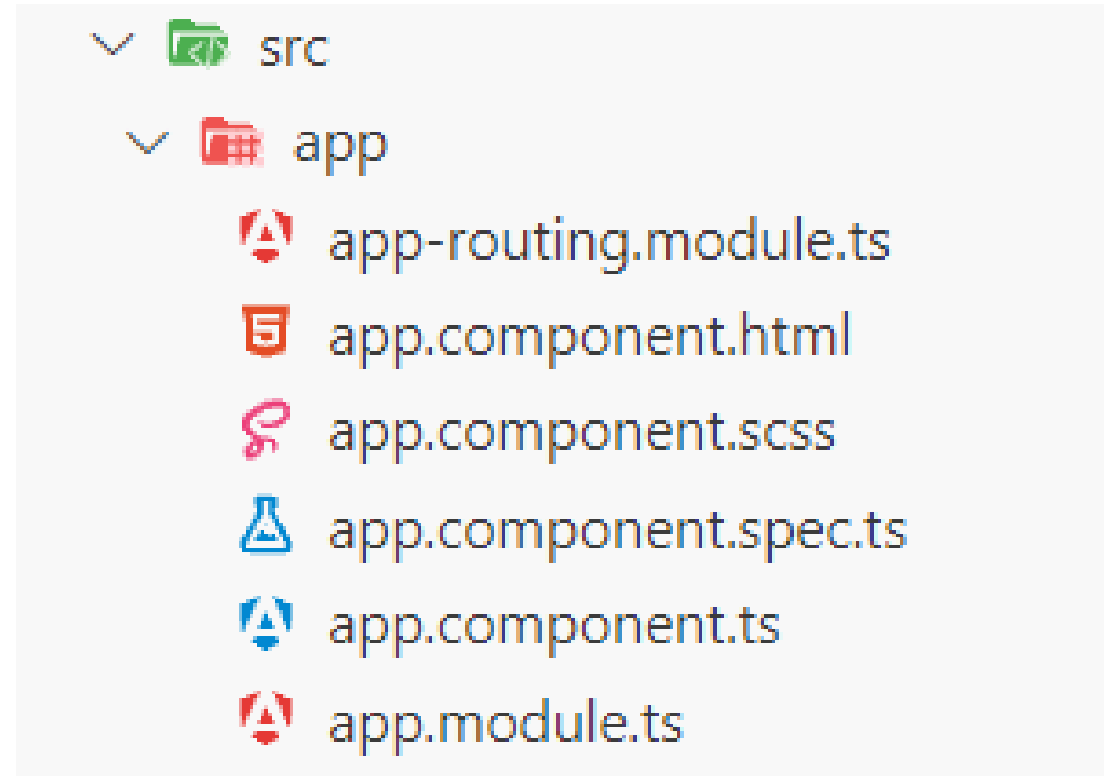 src
app
app-routing.module.ts
app.component.html
app.component.scss
app.component.spec.ts
app.component.ts
app.module.ts